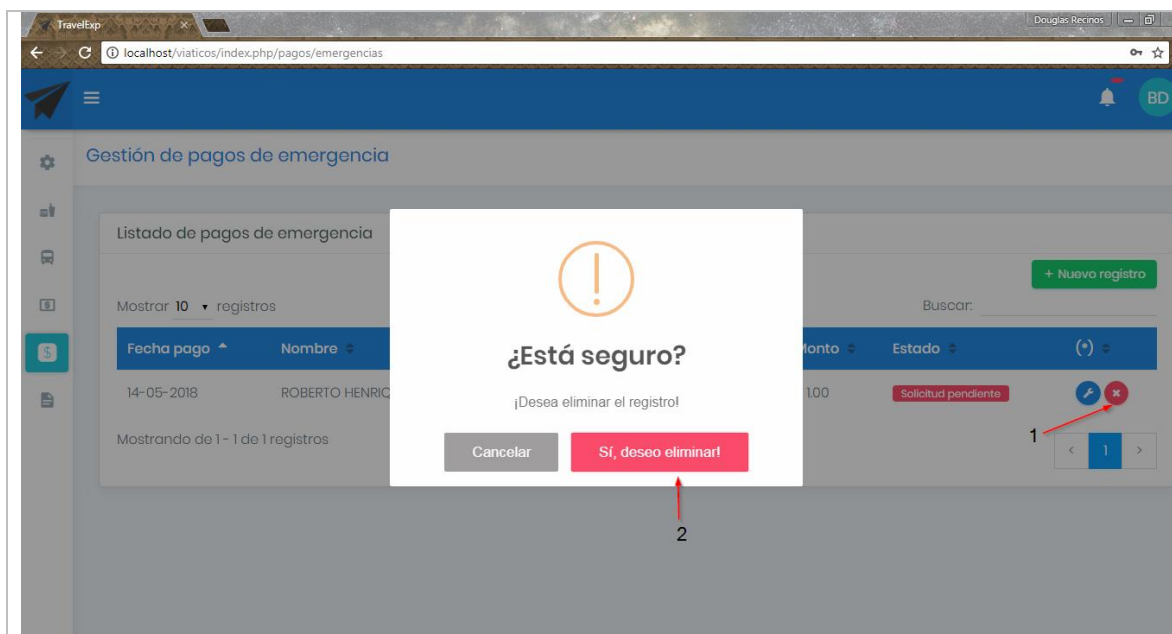 TravelExp
Douglas Recinos
localhost/viaticos/index.php/pagos/emergencias
BD
Gestión de pagos de emergencia
Listado de pagos de emergencia
+ Nuevo registro
Mostrar 10 registros
Buscar:
Fecha pago Nombre Monto Estado (*)
14-05-2018 ROBERTO 1.00 Solicitud pendiente
¿Está seguro?
¡Desea eliminar el registro!
Cancelar Sí, deseo eliminar!
Mostrando de 1 - 1 de 1 registros
< 1 >
1
2